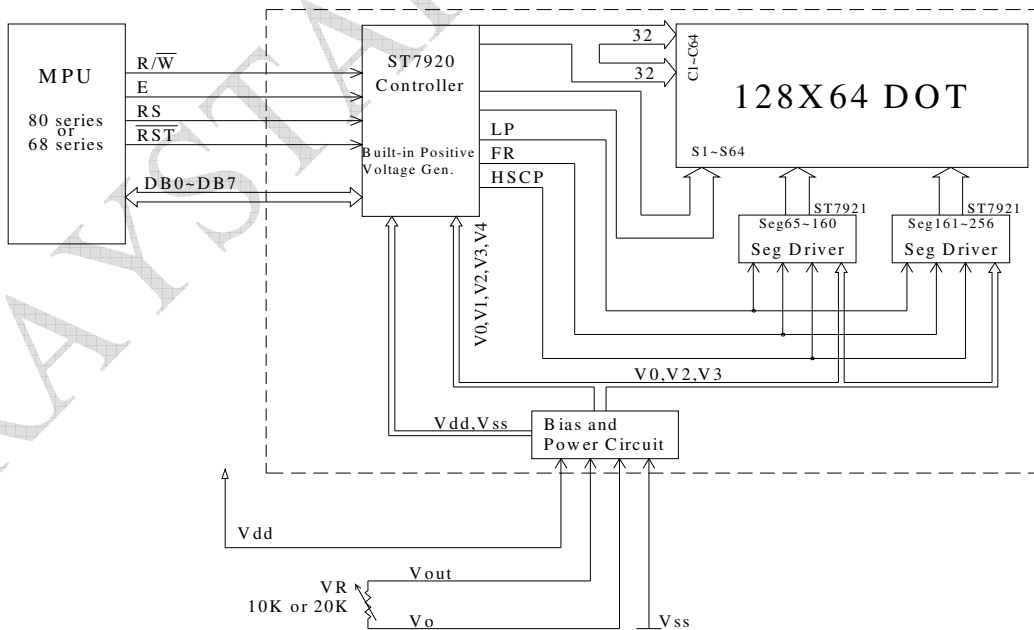 MPU
80 series
or
68 series
R/W̅
E
RS
R̅S̅T̅
DB0~DB7
ST7920
Controller
Built-in Positive
Voltage Gen.
32
32
C1~C64
128X64 DOT
S1~S64
LP
FR
HSCP
ST7921
Seg65~160
Seg Driver
ST7921
Seg161~256
Seg Driver
V0,V1,V2,V3,V4
V0,V2,V3
Vdd,Vss
Bias and
Power Circuit
Vdd
Vout
VR
10K or 20K
Vo
Vss
RAYSTAR